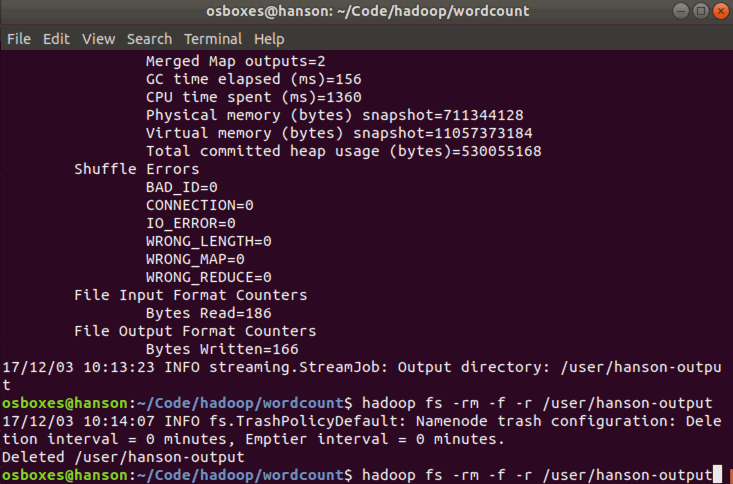 osboxes@hanson: ~/Code/hadoop/wordcount
File Edit View Search Terminal Help
Merged Map outputs=2
GC time elapsed (ms)=156
CPU time spent (ms)=1360
Physical memory (bytes) snapshot=711344128
Virtual memory (bytes) snapshot=11057373184
Total committed heap usage (bytes)=530055168
Shuffle Errors
BAD_ID=0
CONNECTION=0
IO_ERROR=0
WRONG_LENGTH=0
WRONG_MAP=0
WRONG_REDUCE=0
File Input Format Counters
Bytes Read=186
File Output Format Counters
Bytes Written=166
17/12/03 10:13:23 INFO streaming.StreamJob: Output directory: /user/hanson-outpu
t
osboxes@hanson:~/Code/hadoop/wordcount$ hadoop fs -rm -f -r /user/hanson-output
17/12/03 10:14:07 INFO fs.TrashPolicyDefault: Namenode trash configuration: Dele
tion interval = 0 minutes, Emptier interval = 0 minutes.
Deleted /user/hanson-output
osboxes@hanson:~/Code/hadoop/wordcount$ hadoop fs -rm -f -r /user/hanson-output